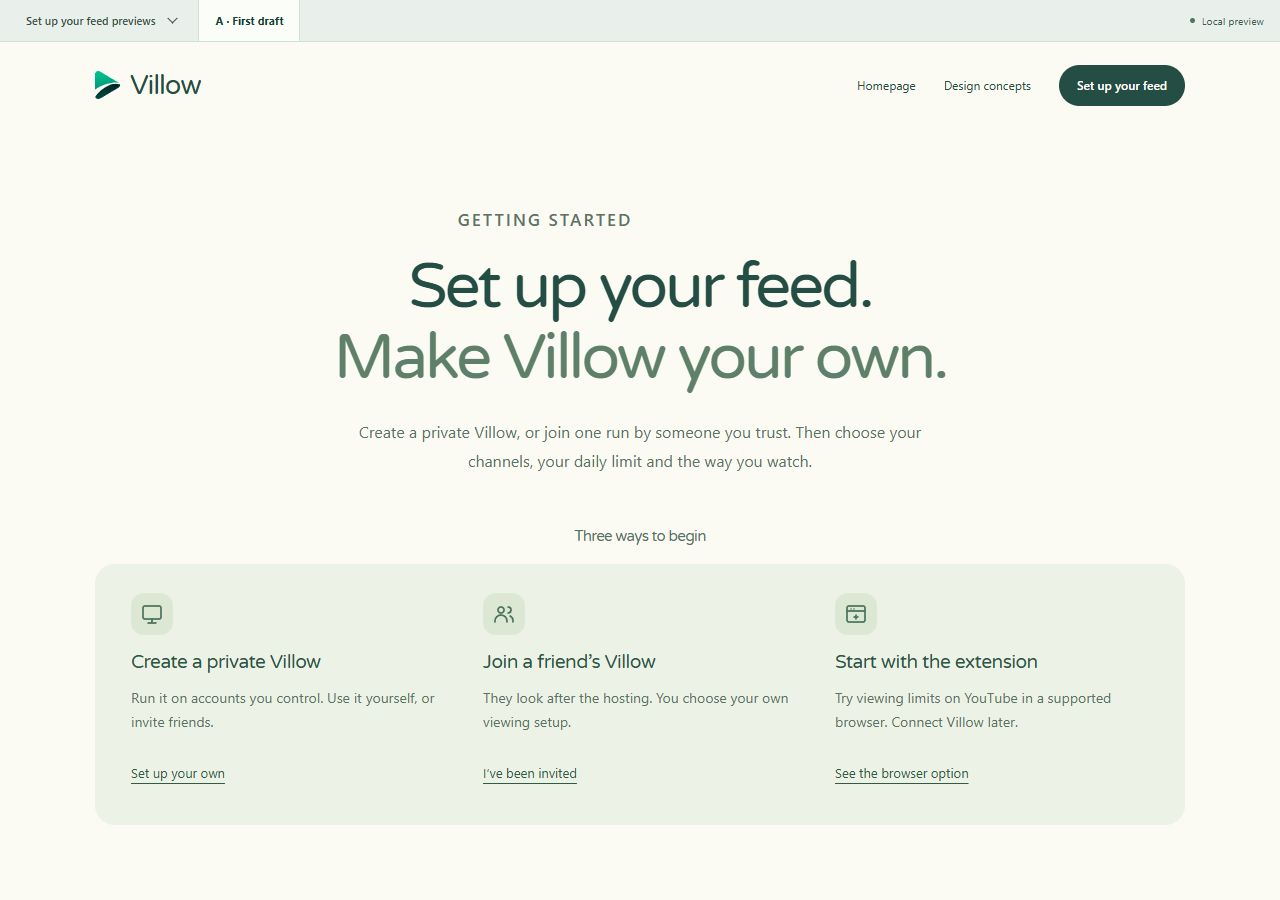 Set up your feed previews
A · First draft
Local preview
Villow
Homepage
Design concepts
Set up your feed
GETTING STARTED
Set up your feed.
Make Villow your own.
Create a private Villow, or join one run by someone you trust. Then choose your
channels, your daily limit and the way you watch.
Three ways to begin
Create a private Villow
Run it on accounts you control. Use it yourself, or
invite friends.
Set up your own
Join a friend’s Villow
They look after the hosting. You choose your own
viewing setup.
I’ve been invited
Start with the extension
Try viewing limits on YouTube in a supported
browser. Connect Villow later.
See the browser option